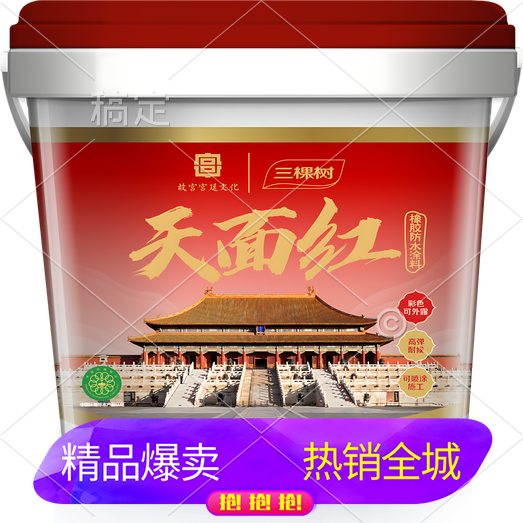 稿定
故宫宫廷文化
三棵树
天面红
橡胶防水涂料
彩色
可外露
高弹
耐候
可喷涂
施工
精品爆卖 热销全城
抢! 抢! 抢!